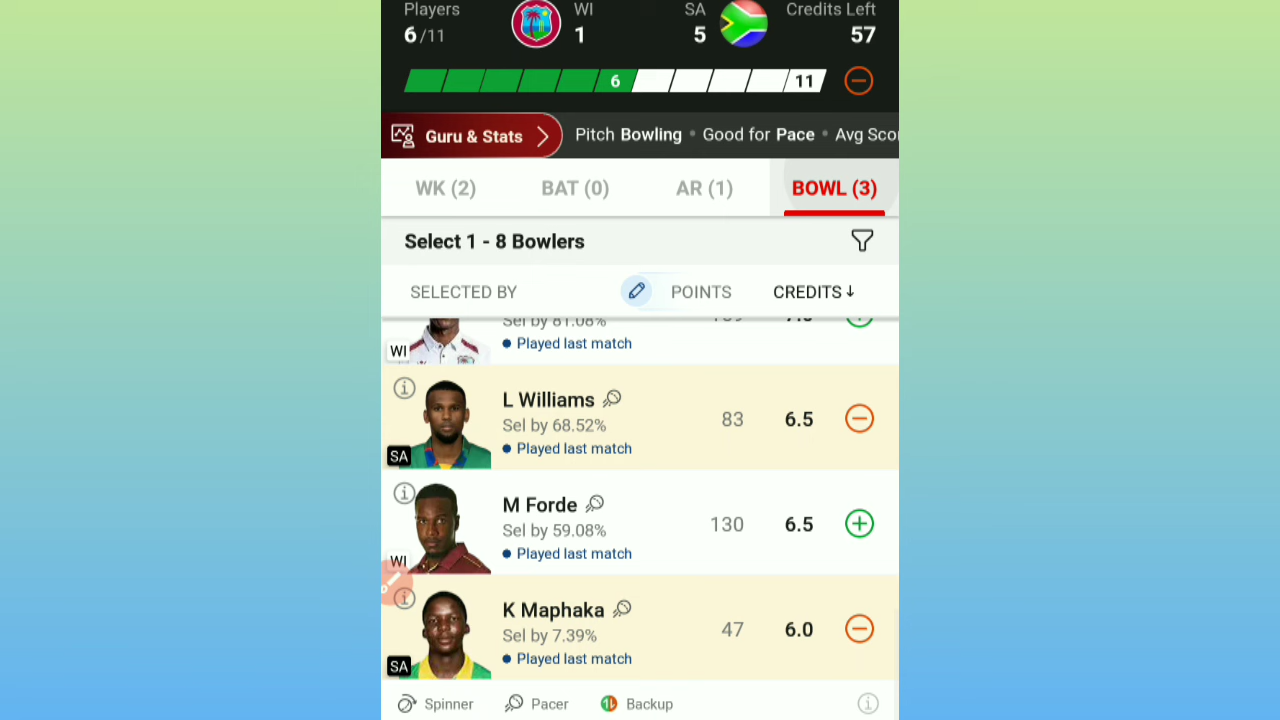 Players WI SA Credits Left
6/11 1 5 57
6 11
Guru & Stats Pitch Bowling • Good for Pace • Avg Sco
WK (2) BAT (0) AR (1) BOWL (3)
Select 1 - 8 Bowlers
SELECTED BY POINTS CREDITS↓
Sel by 81.08%
WI • Played last match
L Williams
Sel by 68.52% 83 6.5
SA • Played last match
M Forde
Sel by 59.08% 130 6.5
WI • Played last match
K Maphaka
Sel by 7.39% 47 6.0
SA • Played last match
Spinner Pacer Backup